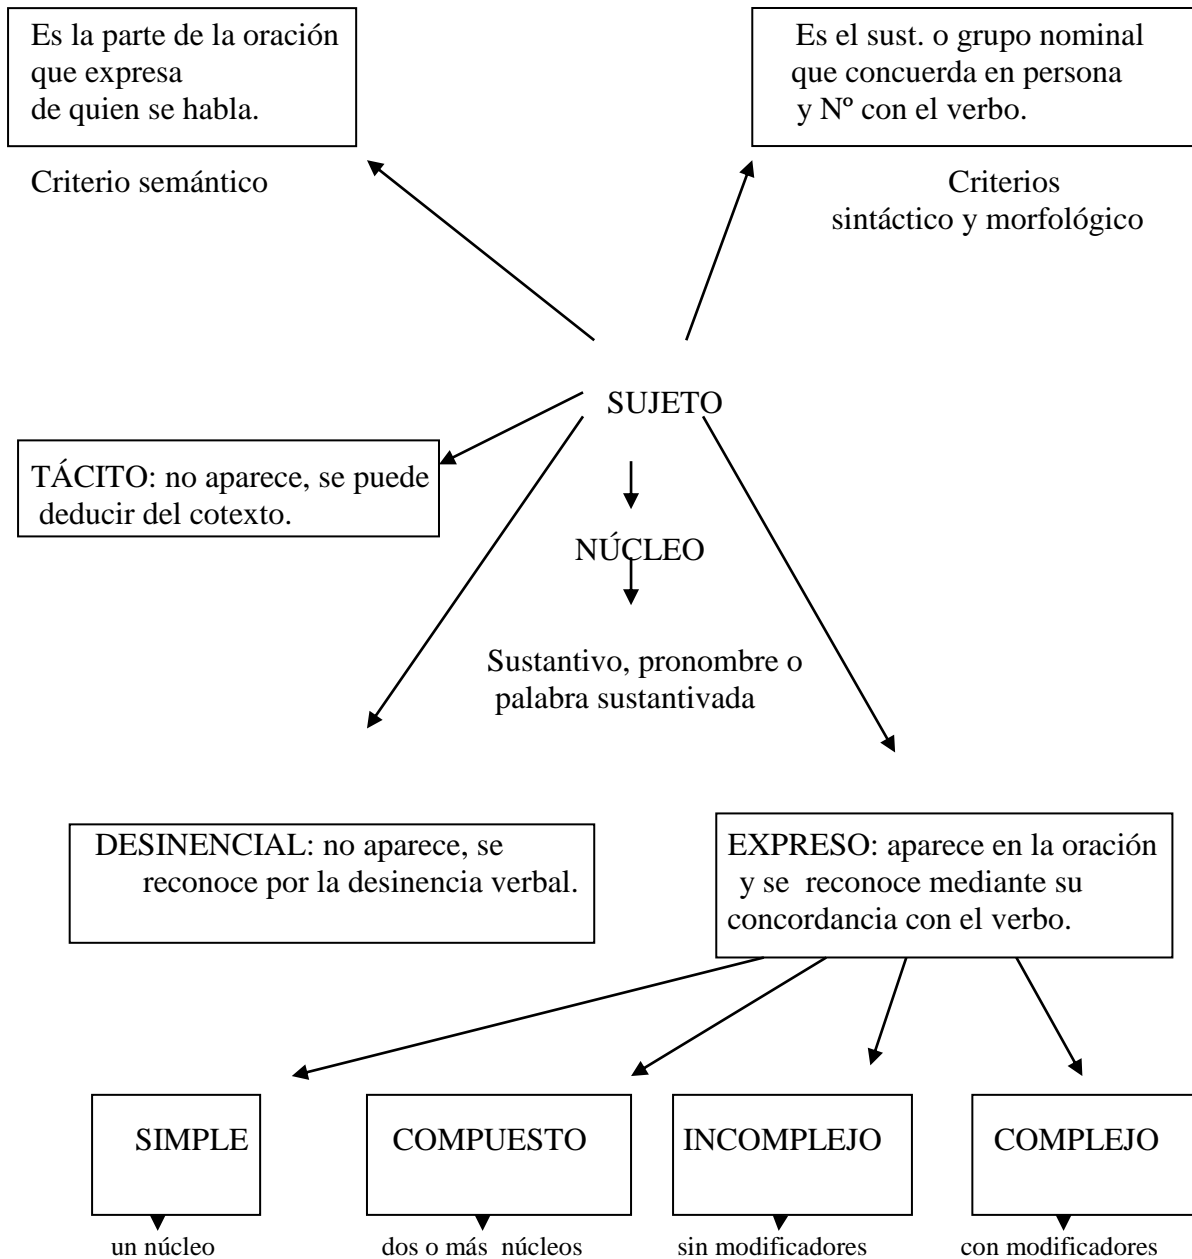 Es la parte de la oración
que expresa
de quien se habla.
Es el sust. o grupo nominal
que concuerda en persona
y Nº con el verbo.
Criterio semántico
Criterios
sintáctico y morfológico
SUJETO
TÁCITO: no aparece, se puede
deducir del cotexto.
NÚCLEO
Sustantivo, pronombre o
palabra sustantivada
DESINENCIAL: no aparece, se
reconoce por la desinencia verbal.
EXPRESO: aparece en la oración
y se reconoce mediante su
concordancia con el verbo.
SIMPLE
COMPUESTO
INCOMPLEJO
COMPLEJO
un núcleo
dos o más núcleos
sin modificadores
con modificadores